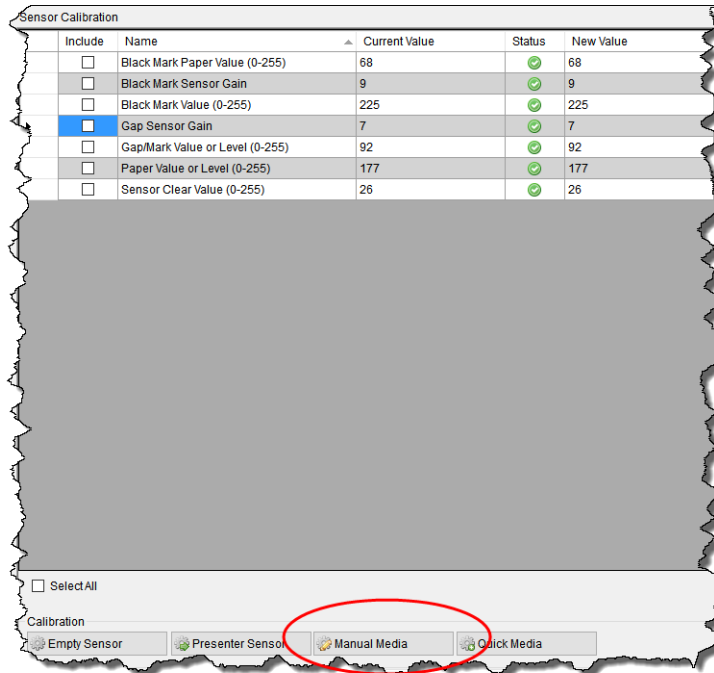 Sensor Calibration
Include Name Current Value Status New Value
Black Mark Paper Value (0-255) 68 68
Black Mark Sensor Gain 9 9
Black Mark Value (0-255) 225 225
Gap Sensor Gain 7 7
Gap/Mark Value or Level (0-255) 92 92
Paper Value or Level (0-255) 177 177
Sensor Clear Value (0-255) 26 26
Select All
Calibration
Empty Sensor Presenter Sensor Manual Media Quick Media